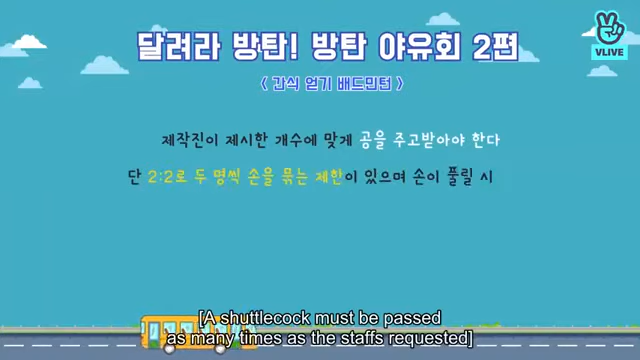 달려라 방탄! 방탄 야유회 2편
VLIVE
< 간식 얻기 배드민턴 >
제작진이 제시한 개수에 맞게 공을 주고받아야 한다
단 2:2로 두 명씩 손을 묶는 제한이 있으며 손이 풀릴 시
[A shuttlecock must be passed
as many times as the staffs requested]